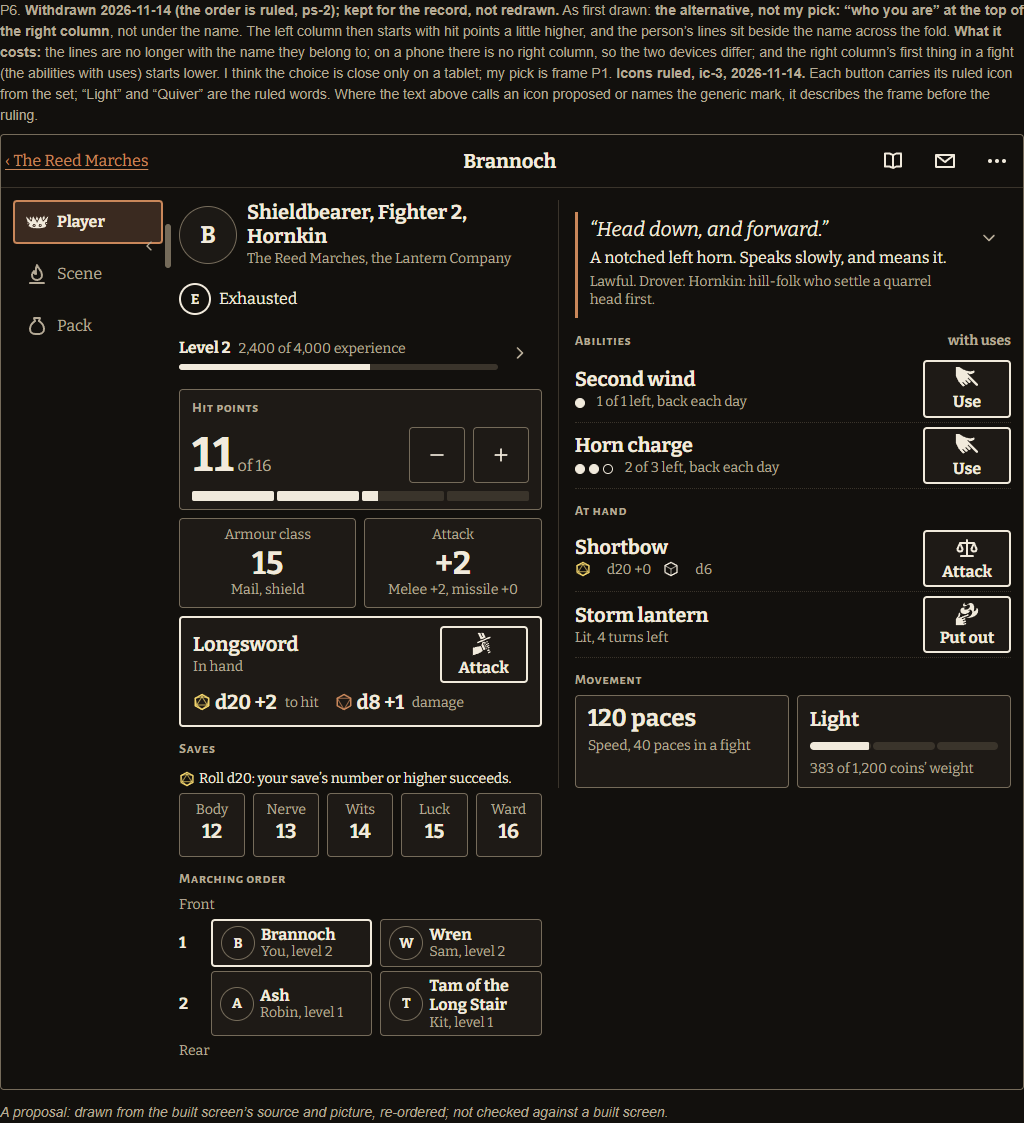 P6. Withdrawn 2026-11-14 (the order is ruled, ps-2); kept for the record, not redrawn. As first drawn: the alternative, not my pick: “who you are” at the top of
the right column, not under the name. The left column then starts with hit points a little higher, and the person’s lines sit beside the name across the fold. What it
costs: the lines are no longer with the name they belong to; on a phone there is no right column, so the two devices differ; and the right column’s first thing in a fight
(the abilities with uses) starts lower. I think the choice is close only on a tablet; my pick is frame P1. Icons ruled, ic-3, 2026-11-14. Each button carries its ruled icon
from the set; “Light” and “Quiver” are the ruled words. Where the text above calls an icon proposed or names the generic mark, it describes the frame before the
ruling.
‹ The Reed Marches
Brannoch
Player
Scene
Pack
B
Shieldbearer, Fighter 2,
Hornkin
The Reed Marches, the Lantern Company
E Exhausted
Level 2 2,400 of 4,000 experience
Hit points
11 of 16
− +
Armour class
15
Mail, shield
Attack
+2
Melee +2, missile +0
Longsword
In hand
Attack
d20 +2 to hit d8 +1 damage
Saves
Roll d20: your save’s number or higher succeeds.
Body
12
Nerve
13
Wits
14
Luck
15
Ward
16
Marching order
Front
1
B
Brannoch
You, level 2
W
Wren
Sam, level 2
2
A
Ash
Robin, level 1
T
Tam of the
Long Stair
Kit, level 1
Rear
“Head down, and forward.”
A notched left horn. Speaks slowly, and means it.
Lawful. Drover. Hornkin: hill-folk who settle a quarrel
head first.
Abilities with uses
Second wind
1 of 1 left, back each day
Use
Horn charge
2 of 3 left, back each day
Use
At hand
Shortbow
d20 +0 d6
Attack
Storm lantern
Lit, 4 turns left
Put out
Movement
120 paces
Speed, 40 paces in a fight
Light
383 of 1,200 coins’ weight
A proposal: drawn from the built screen’s source and picture, re-ordered; not checked against a built screen.